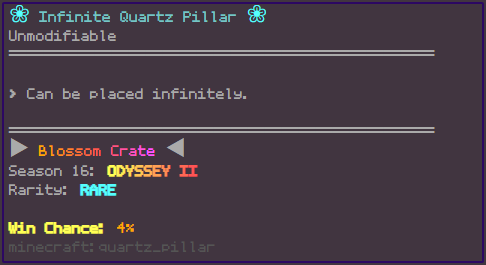 ❀ Infinite Quartz Pillar ❀
Unmodifiable
> Can be placed infinitely.
▶ Blossom Crate ◀
Season 16: ODYSSEY II
Rarity: RARE
Win Chance: 4%
minecraft:quartz_pillar